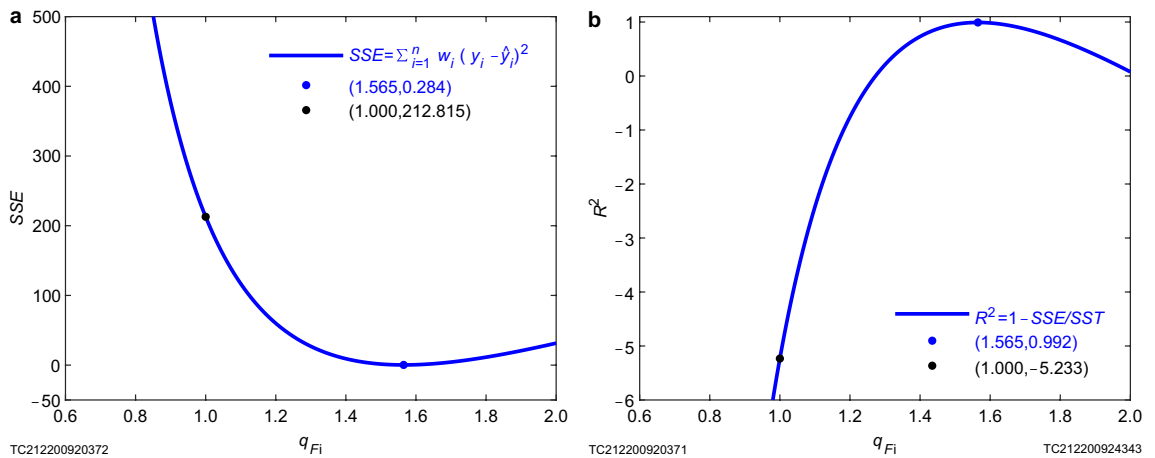 a
500
400
300
200
100
0
−50
SSE
0.6 0.8 1.0 1.2 1.4 1.6 1.8 2.0
q_Fi
SSE=∑ⁿᵢ₌₁ wᵢ ( yᵢ −ŷᵢ)²
(1.565,0.284)
(1.000,212.815)
TC212200920372
b
1
0
−1
−2
−3
−4
−5
−6
R²
0.6 0.8 1.0 1.2 1.4 1.6 1.8 2.0
q_Fi
R²=1−SSE/SST
(1.565,0.992)
(1.000,−5.233)
TC212200920371
TC212200924343